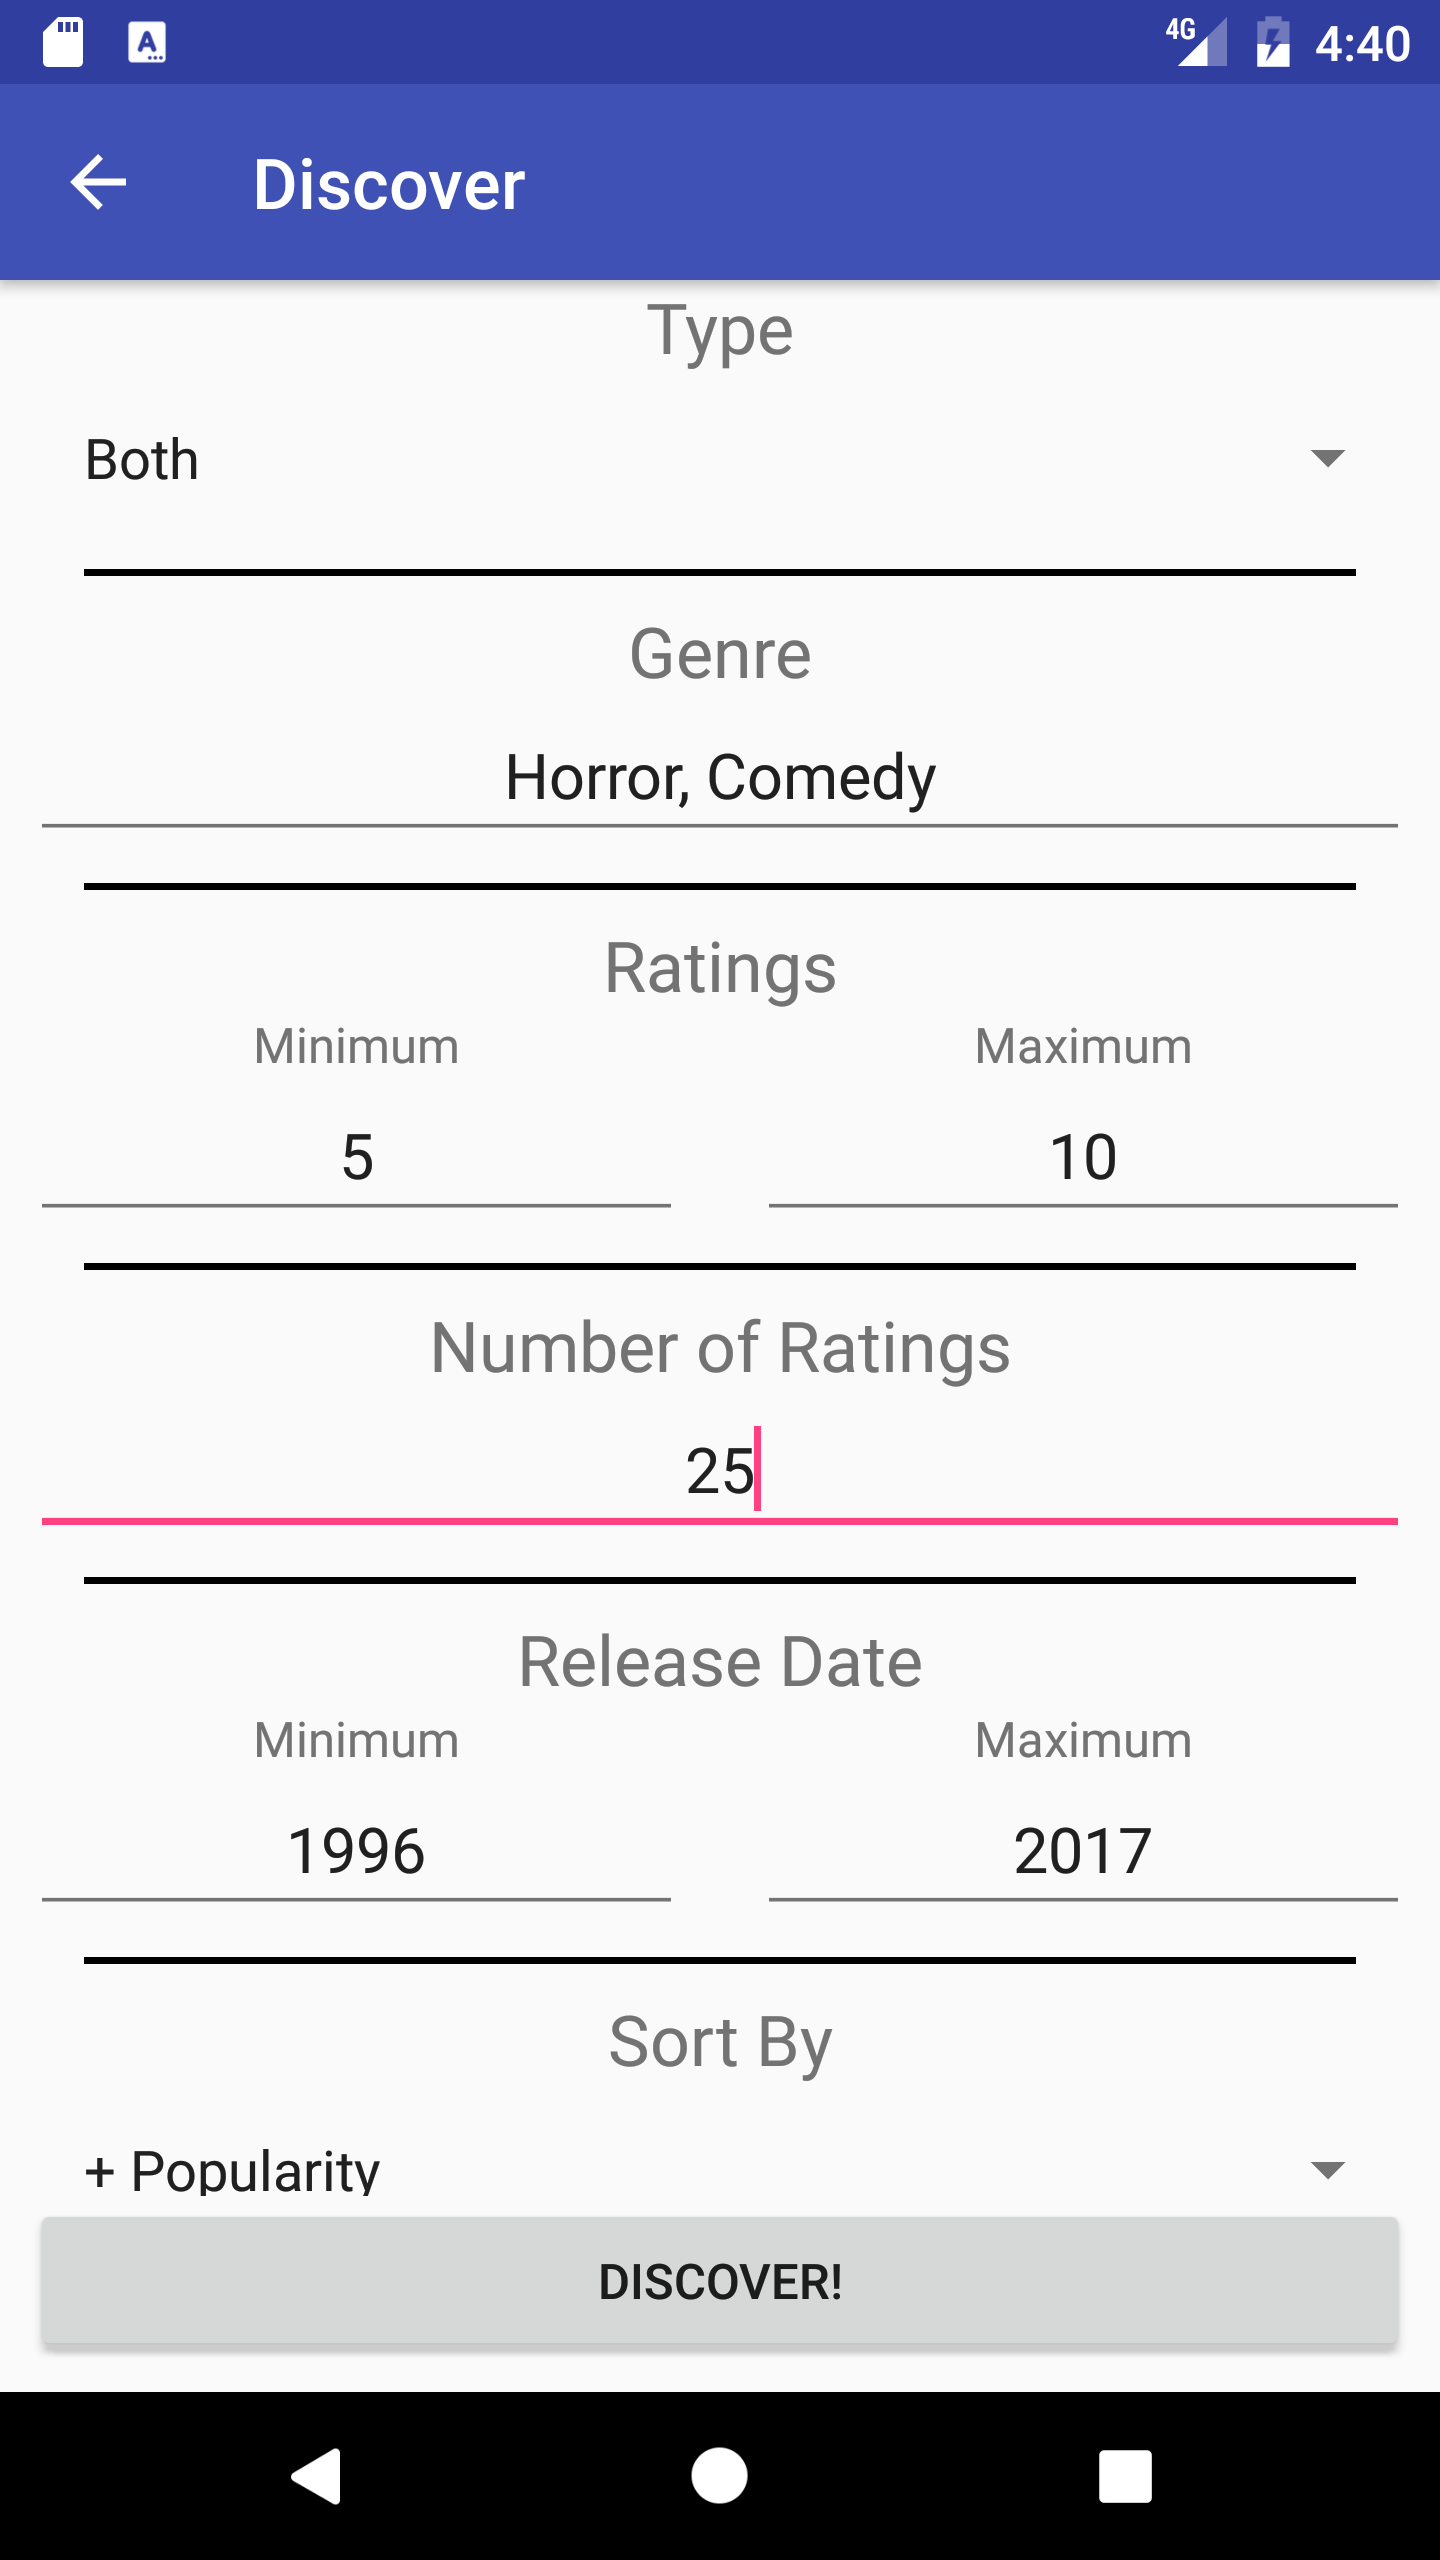 4G 4:40
Discover
Type
Both
Genre
Horror, Comedy
Ratings
Minimum Maximum
5 10
Number of Ratings
25
Release Date
Minimum Maximum
1996 2017
Sort By
+ Popularity
DISCOVER!